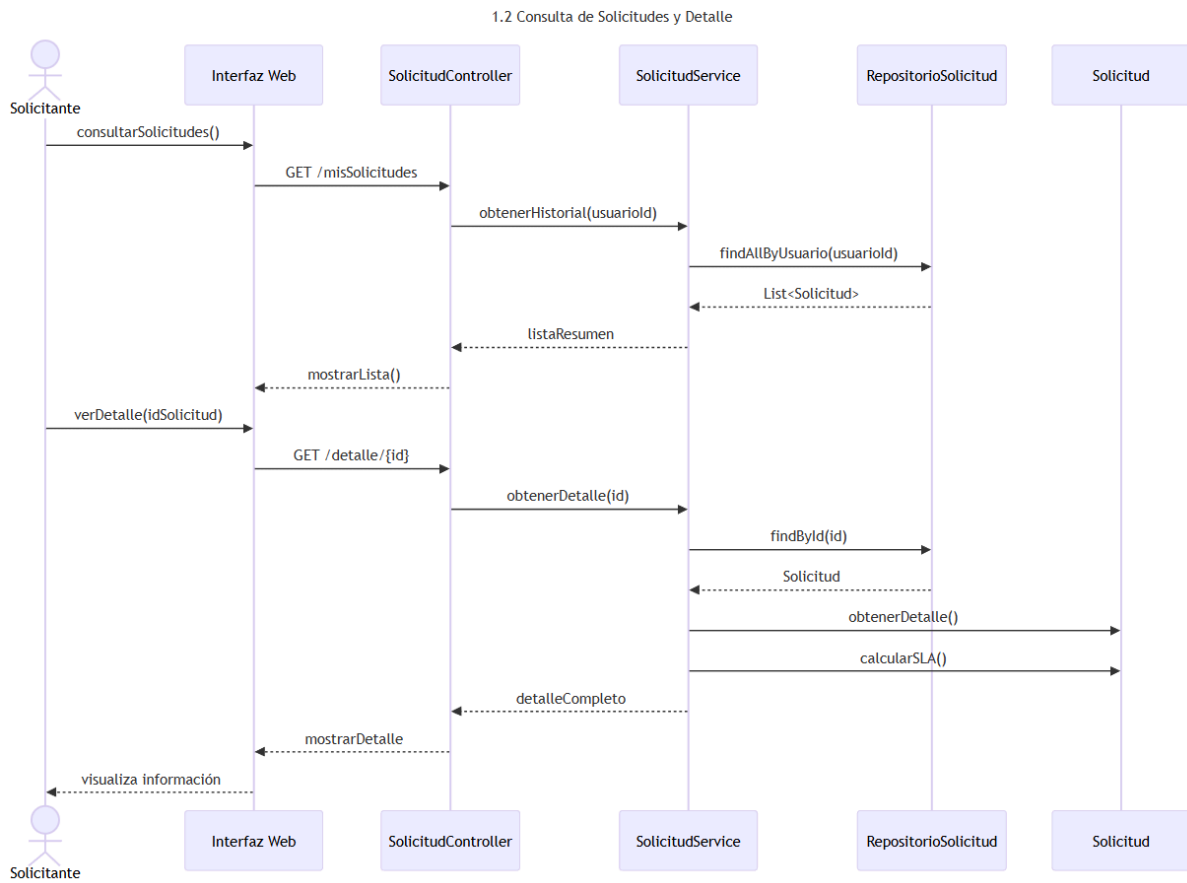 1.2 Consulta de Solicitudes y Detalle
Solicitante
Interfaz Web
SolicitudController
SolicitudService
RepositorioSolicitud
Solicitud
consultarSolicitudes()
GET /misSolicitudes
obtenerHistorial(usuarioId)
findAllByUsuario(usuarioId)
List<Solicitud>
listaResumen
mostrarLista()
verDetalle(idSolicitud)
GET /detalle/{id}
obtenerDetalle(id)
findById(id)
Solicitud
obtenerDetalle()
calcularSLA()
detalleCompleto
mostrarDetalle
visualiza información
Solicitante
Interfaz Web
SolicitudController
SolicitudService
RepositorioSolicitud
Solicitud